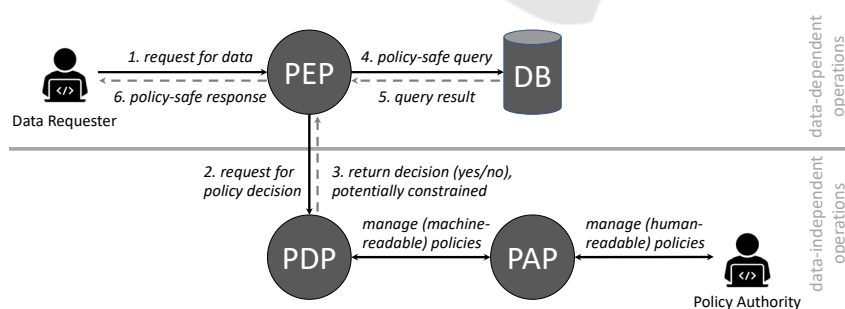 1. request for data
4. policy-safe query
PEP
DB
</>
6. policy-safe response
5. query result
Data Requester
data-dependent
operations
2. request for
policy decision
3. return decision (yes/no),
potentially constrained
manage (machine-
readable) policies
manage (human-
readable) policies
PDP
PAP
</>
Policy Authority
data-independent
operations